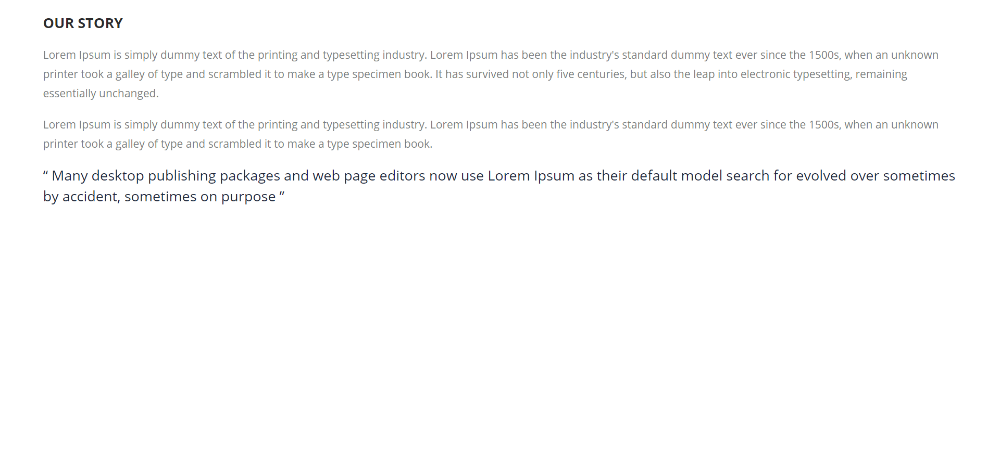 OUR STORY
Lorem Ipsum is simply dummy text of the printing and typesetting industry. Lorem Ipsum has been the industry's standard dummy text ever since the 1500s, when an unknown
printer took a galley of type and scrambled it to make a type specimen book. It has survived not only five centuries, but also the leap into electronic typesetting, remaining
essentially unchanged.
Lorem Ipsum is simply dummy text of the printing and typesetting industry. Lorem Ipsum has been the industry's standard dummy text ever since the 1500s, when an unknown
printer took a galley of type and scrambled it to make a type specimen book.
“ Many desktop publishing packages and web page editors now use Lorem Ipsum as their default model search for evolved over sometimes
by accident, sometimes on purpose ”